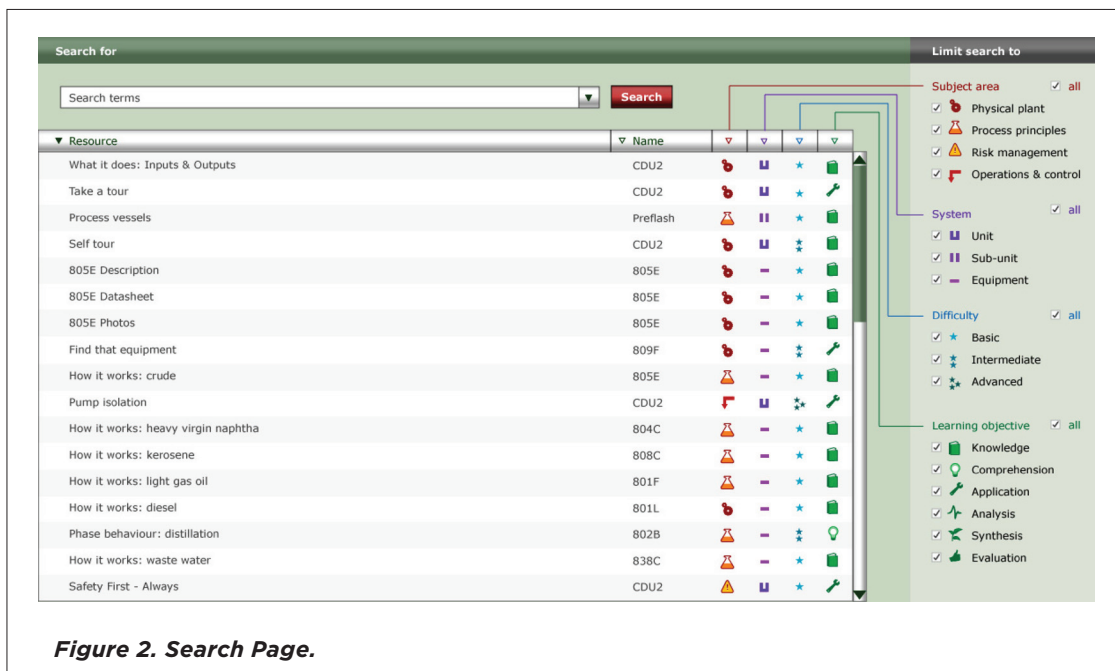 Search for
Search terms
Search
Resource Name
What it does: Inputs & Outputs CDU2
Take a tour CDU2
Process vessels Preflash
Self tour CDU2
805E Description 805E
805E Datasheet 805E
805E Photos 805E
Find that equipment 809F
How it works: crude 805E
Pump isolation CDU2
How it works: heavy virgin naphtha 804C
How it works: kerosene 808C
How it works: light gas oil 801F
How it works: diesel 801L
Phase behaviour: distillation 802B
How it works: waste water 838C
Safety First - Always CDU2
Limit search to
Subject area all
Physical plant
Process principles
Risk management
Operations & control
System all
Unit
Sub-unit
Equipment
Difficulty all
Basic
Intermediate
Advanced
Learning objective all
Knowledge
Comprehension
Application
Analysis
Synthesis
Evaluation
Figure 2. Search Page.